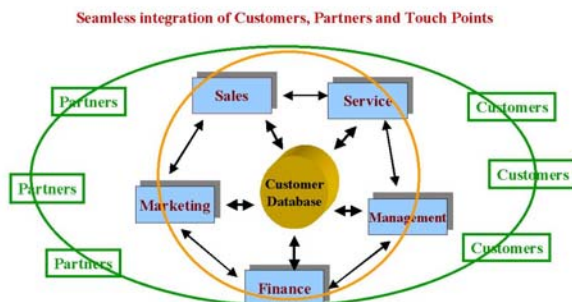 Seamless integration of Customers, Partners and Touch Points
Sales
Service
Partners
Customers
Partners
Marketing
Customer
Database
Management
Customers
Partners
Finance
Customers